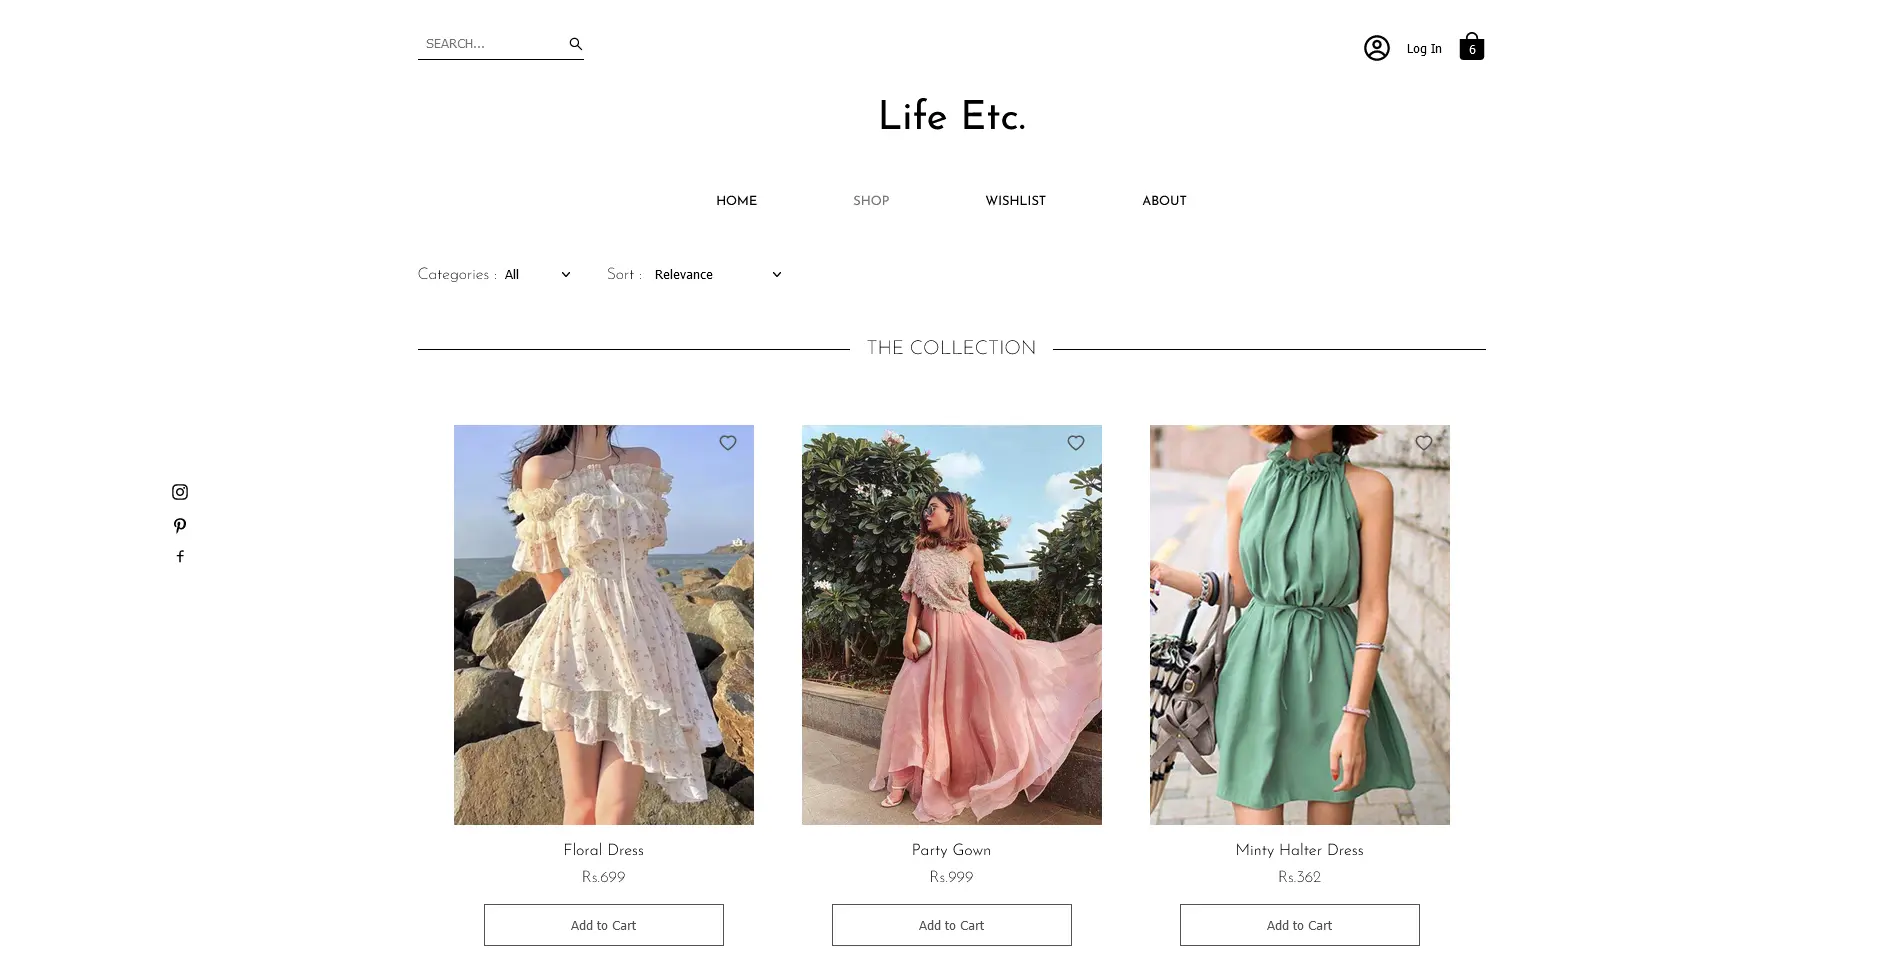 SEARCH...
Log In
6
Life Etc.
HOME SHOP WISHLIST ABOUT
Categories : All Sort : Relevance
THE COLLECTION
Floral Dress
Rs.699
Add to Cart
Party Gown
Rs.999
Add to Cart
Minty Halter Dress
Rs.362
Add to Cart